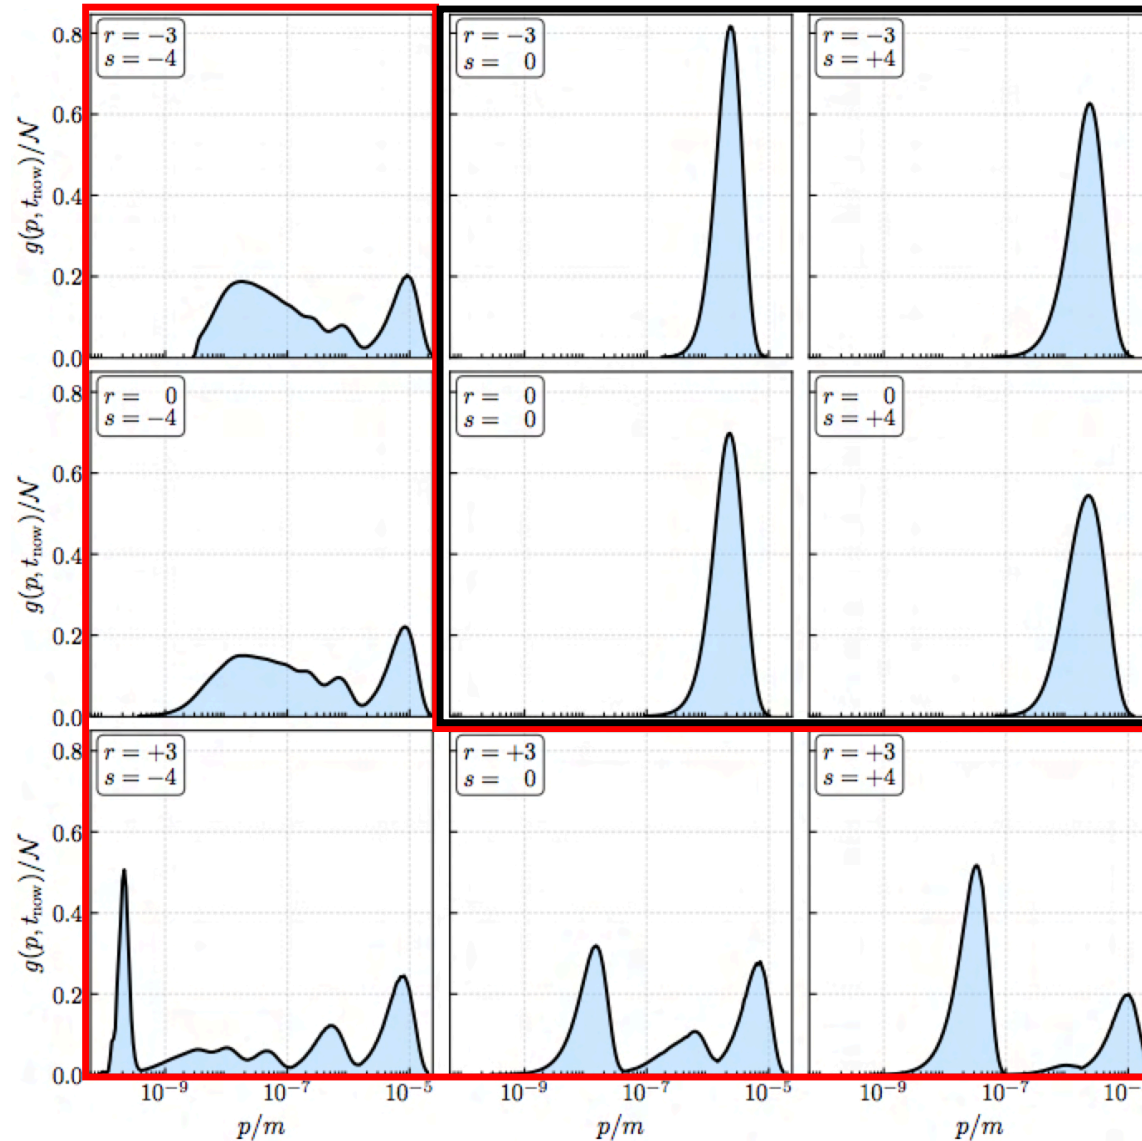 r = −3
s = −4
r = −3
s = 0
r = −3
s = +4
g(p, t_now)/𝒩
0.8
0.6
0.4
0.2
0.0
r = 0
s = −4
r = 0
s = 0
r = 0
s = +4
g(p, t_now)/𝒩
0.8
0.6
0.4
0.2
0.0
r = +3
s = −4
r = +3
s = 0
r = +3
s = +4
g(p, t_now)/𝒩
0.8
0.6
0.4
0.2
0.0
10⁻⁹ 10⁻⁷ 10⁻⁵ 10⁻⁹ 10⁻⁷ 10⁻⁵ 10⁻⁹ 10⁻⁷
p/m p/m p/m